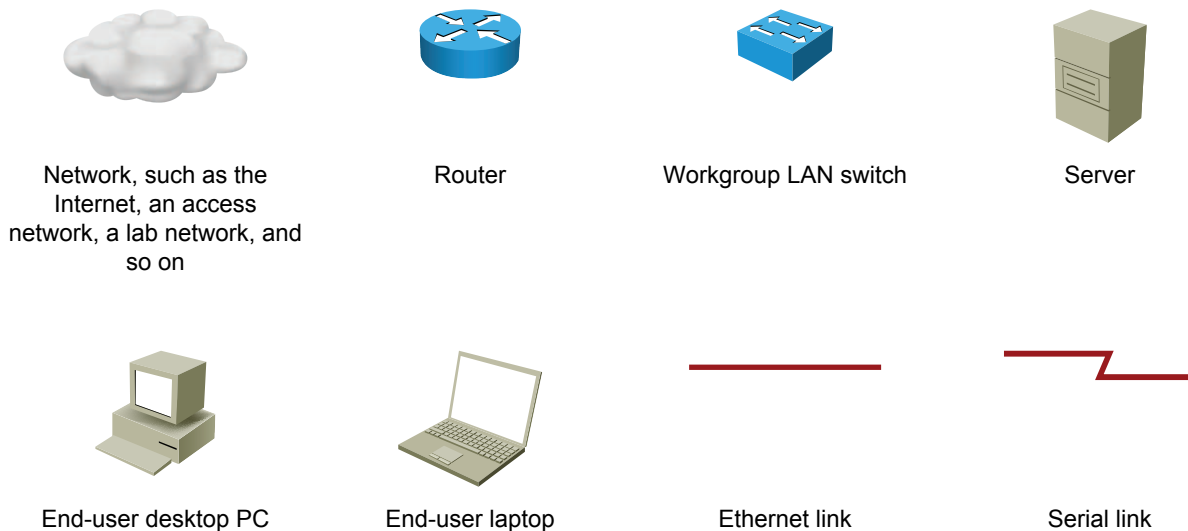 Network, such as the
Internet, an access
network, a lab network, and
so on
Router
Workgroup LAN switch
Server
End-user desktop PC
End-user laptop
Ethernet link
Serial link